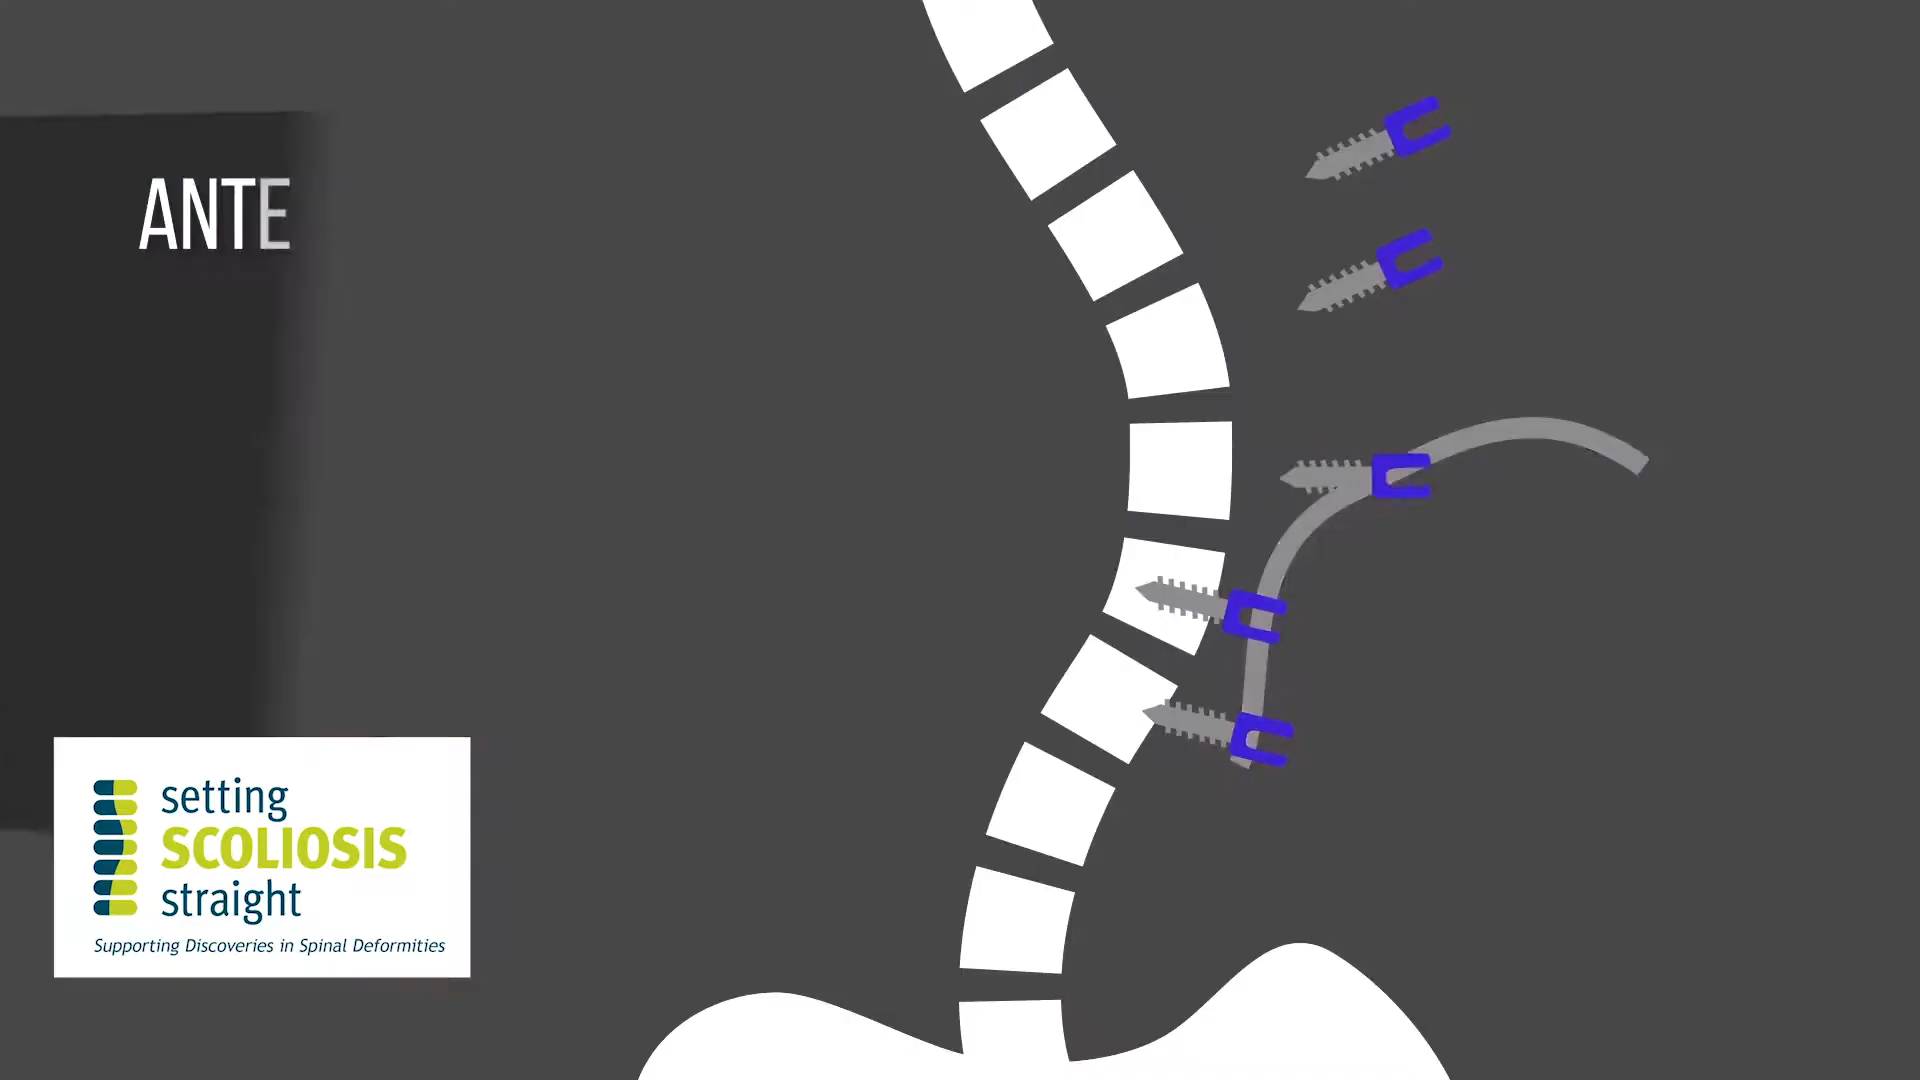 ANTE
setting
SCOLIOSIS
straight
Supporting Discoveries in Spinal Deformities